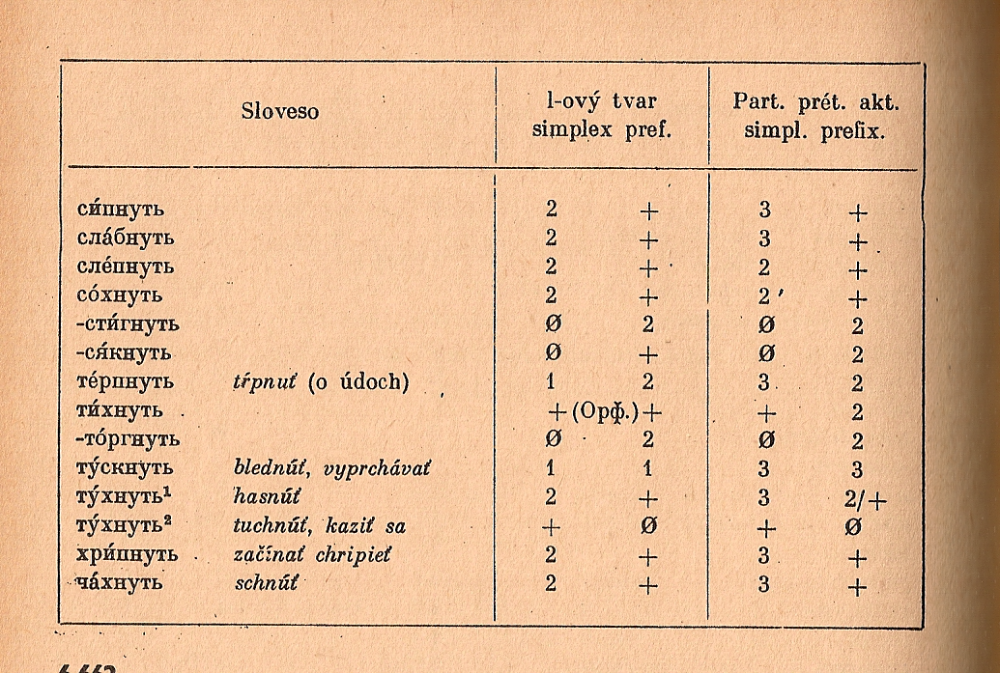 Sloveso l-ový tvar Part. prét. akt.
simplex pref. simpl. prefix.
си́пнуть 2 + 3 +
сла́бнуть 2 + 3 +
сле́пнуть 2 + 2 +
со́хнуть 2 + 2 +
-сти́гнуть Ø 2 Ø 2
-ся́кнуть Ø + Ø 2
те́рпнуть tŕpnuť (o údoch) 1 2 3 2
ти́хнуть + (Орф.) + + 2
-то́ргнуть Ø 2 Ø 2
ту́скнуть blednúť, vyprchávať 1 1 3 3
ту́хнуть¹ hasnúť 2 + 3 2/+
ту́хнуть² tuchnúť, kaziť sa + Ø + Ø
хри́пнуть začínať chripieť 2 + 3 +
ча́хнуть schnúť 2 + 3 +